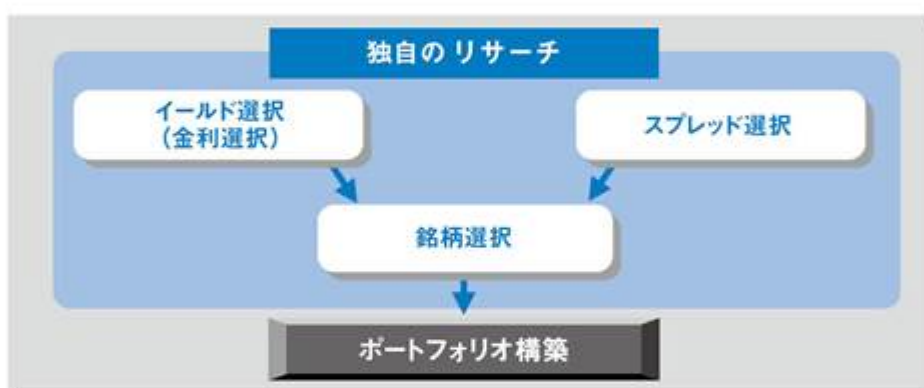 独自のリサーチ
イールド選択
（金利選択）
スプレッド選択
銘柄選択
ポートフォリオ構築